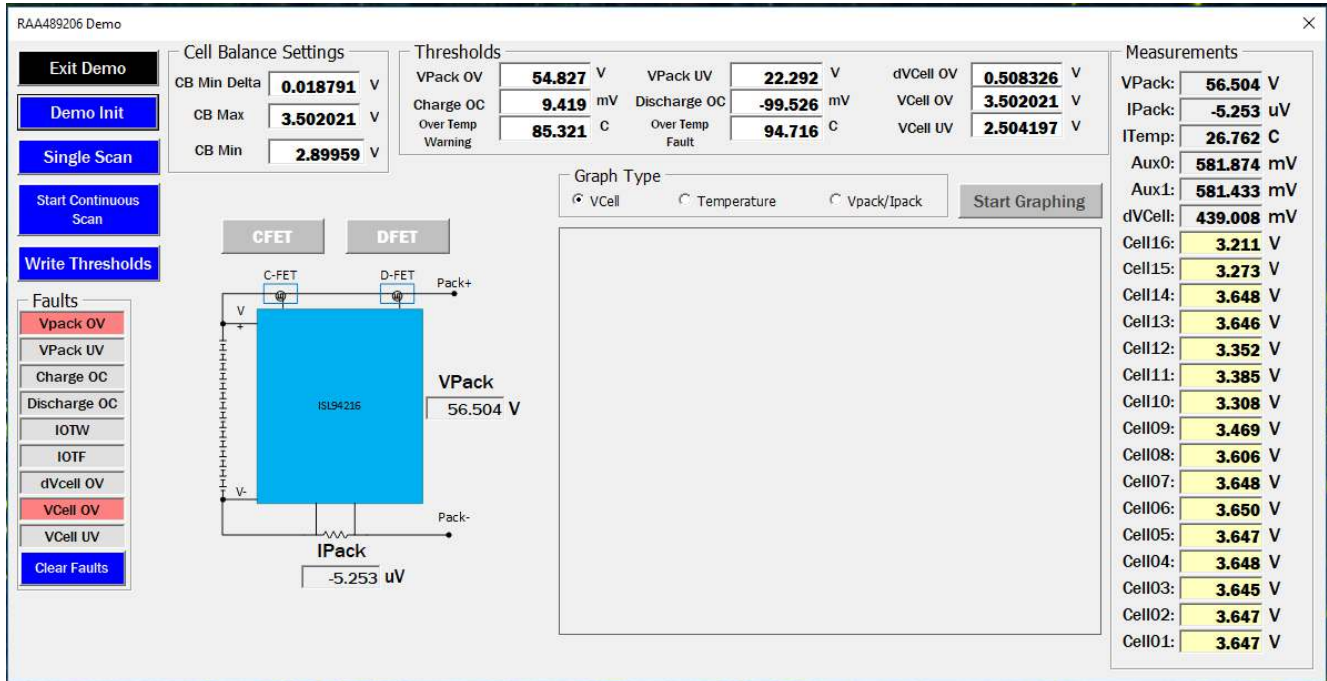 RAA489206 Demo
Exit Demo
Demo Init
Single Scan
Start Continuous
Scan
Write Thresholds
Faults
Vpack OV
VPack UV
Charge OC
Discharge OC
IOTW
IOTF
dVcell OV
VCell OV
VCell UV
Clear Faults
Cell Balance Settings
CB Min Delta 0.018791 V
CB Max 3.502021 V
CB Min 2.89959 V
Thresholds
VPack OV 54.827 V VPack UV 22.292 V dVCell OV 0.508326 V
Charge OC 9.419 mV Discharge OC -99.526 mV VCell OV 3.502021 V
Over Temp
Warning 85.321 C Over Temp
Fault 94.716 C VCell UV 2.504197 V
CFET DFET
C-FET D-FET
Pack+
V
+
ISL94216
VPack
56.504 V
V-
Pack-
IPack
-5.253 uV
Graph Type
VCell Temperature Vpack/Ipack
Start Graphing
Measurements
VPack: 56.504 V
IPack: -5.253 uV
ITemp: 26.762 C
Aux0: 581.874 mV
Aux1: 581.433 mV
dVCell: 439.008 mV
Cell16: 3.211 V
Cell15: 3.273 V
Cell14: 3.648 V
Cell13: 3.646 V
Cell12: 3.352 V
Cell11: 3.385 V
Cell10: 3.308 V
Cell09: 3.469 V
Cell08: 3.606 V
Cell07: 3.648 V
Cell06: 3.650 V
Cell05: 3.647 V
Cell04: 3.648 V
Cell03: 3.645 V
Cell02: 3.647 V
Cell01: 3.647 V